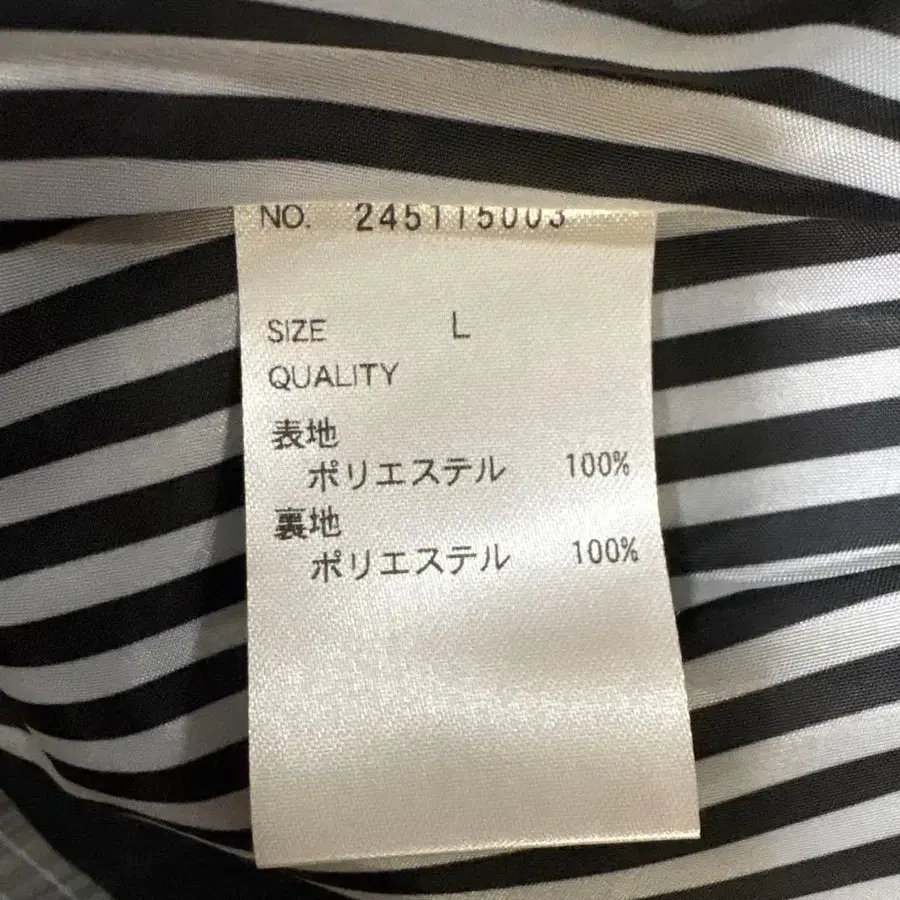 NO. 245115003
SIZE L
QUALITY
表地
ポリエステル 100%
裏地
ポリエステル 100%